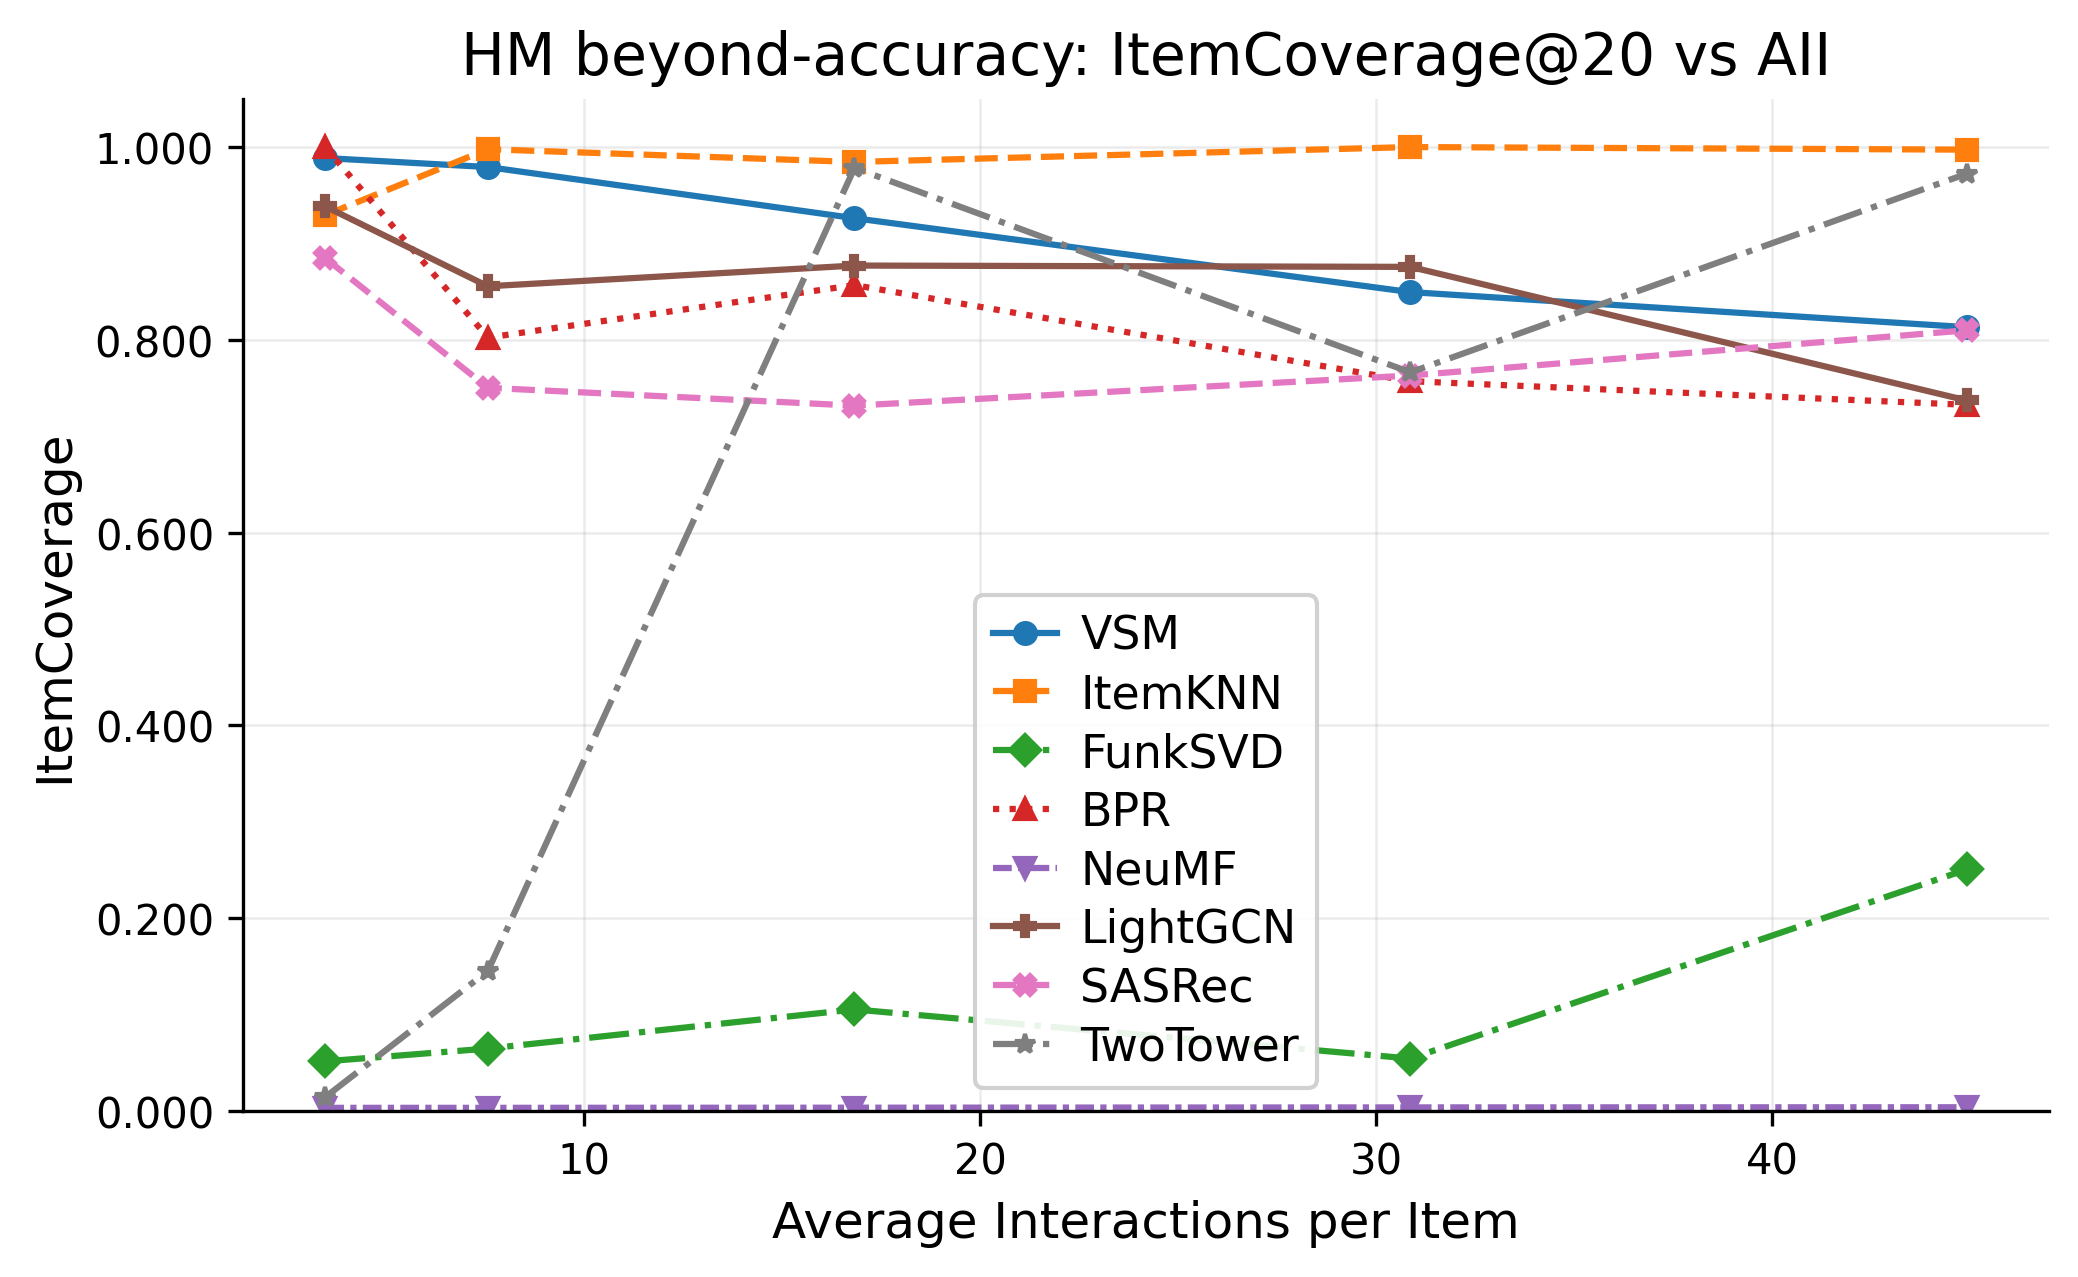 HM beyond-accuracy: ItemCoverage@20 vs AII
1.000
0.800
0.600
0.400
0.200
0.000
ItemCoverage
VSM
ItemKNN
FunkSVD
BPR
NeuMF
LightGCN
SASRec
TwoTower
10
20
30
40
Average Interactions per Item